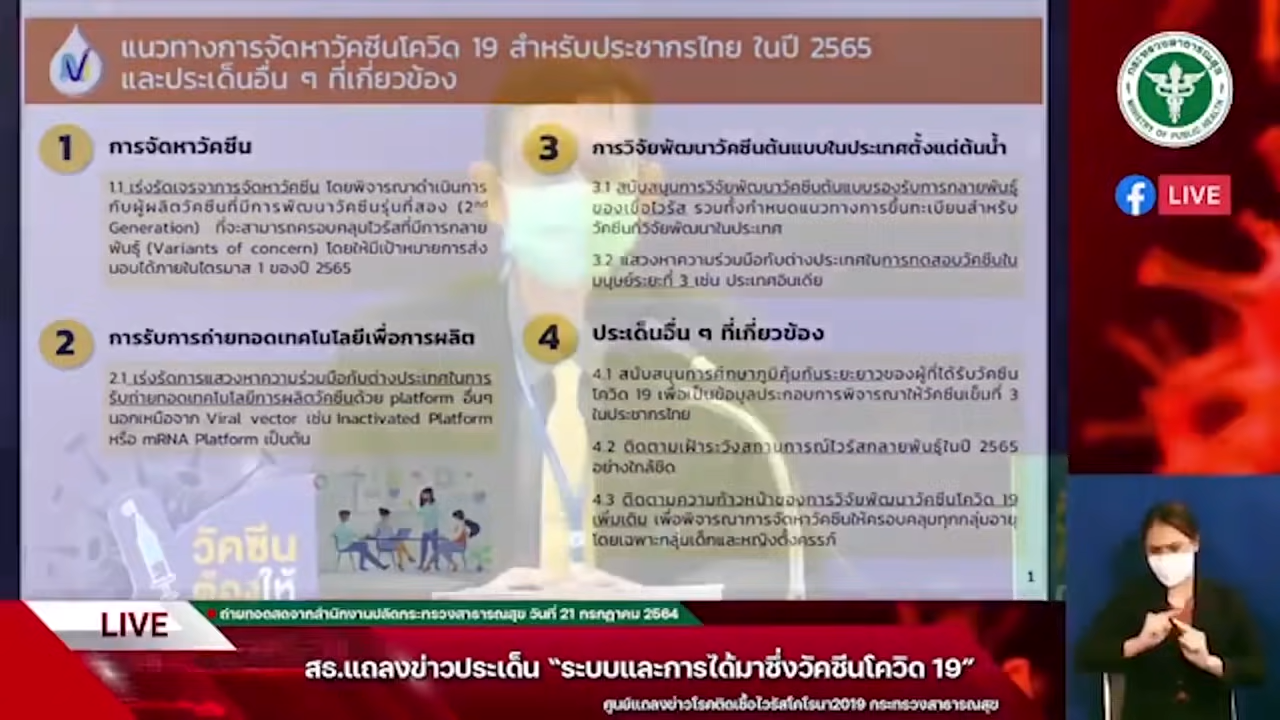 แนวทางการจัดหาวัคซีนโควิด 19 สำหรับประชากรไทย ในปี 2565
และประเด็นอื่น ๆ ที่เกี่ยวข้อง
1 การจัดหาวัคซีน
1.1 เร่งรัดเจรจาการจัดหาวัคซีน โดยพิจารณาดำเนินการ
กับผู้ผลิตวัคซีนที่มีการพัฒนาวัคซีนรุ่นที่สอง (2nd
Generation) ที่จะสามารถครอบคลุมไวรัสที่มีการกลาย
พันธุ์ (Variants of concern) โดยให้มีเป้าหมายการส่ง
มอบได้ภายในไตรมาส 1 ของปี 2565
2 การรับการถ่ายทอดเทคโนโลยีเพื่อการผลิต
2.1 เร่งรัดการแสวงหาความร่วมมือกับต่างประเทศในการ
รับถ่ายทอดเทคโนโลยีการผลิตวัคซีนด้วย platform อื่นๆ
นอกเหนือจาก Viral vector เช่น Inactivated Platform
หรือ mRNA Platform เป็นต้น
3 การวิจัยพัฒนาวัคซีนต้นแบบในประเทศตั้งแต่ต้นน้ำ
3.1 สนับสนุนการวิจัยพัฒนาวัคซีนต้นแบบรองรับการกลายพันธุ์
ของเชื้อไวรัส รวมทั้งกำหนดแนวทางการขึ้นทะเบียนสำหรับ
วัคซีนที่วิจัยพัฒนาในประเทศ
3.2 แสวงหาความร่วมมือกับต่างประเทศในการทดสอบวัคซีนใน
มนุษย์ระยะที่ 3 เช่น ประเทศอินเดีย
4 ประเด็นอื่น ๆ ที่เกี่ยวข้อง
4.1 สนับสนุนการศึกษาภูมิคุ้มกันระยะยาวของผู้ที่ได้รับวัคซีน
โควิด 19 เพื่อเป็นข้อมูลประกอบการพิจารณาให้วัคซีนเข็มที่ 3
ในประชากรไทย
4.2 ติดตามเฝ้าระวังสถานการณ์ไวรัสกลายพันธุ์ในปี 2565
อย่างใกล้ชิด
4.3 ติดตามความก้าวหน้าของการวิจัยพัฒนาวัคซีนโควิด 19
เพิ่มเติม เพื่อพิจารณาการจัดหาวัคซีนให้ครอบคลุมทุกกลุ่มอายุ
โดยเฉพาะกลุ่มเด็กและหญิงตั้งครรภ์
วัคซีน
ต้องให้
1
กระทรวงสาธารณสุข
MINISTRY OF PUBLIC HEALTH
LIVE
LIVE
ถ่ายทอดสดจากสำนักงานปลัดกระทรวงสาธารณสุข วันที่ 21 กรกฎาคม 2564
สธ.แถลงข่าวประเด็น “ระบบและการได้มาซึ่งวัคซีนโควิด 19”
ศูนย์แถลงข่าวโรคติดเชื้อไวรัสโคโรนา2019 กระทรวงสาธารณสุข